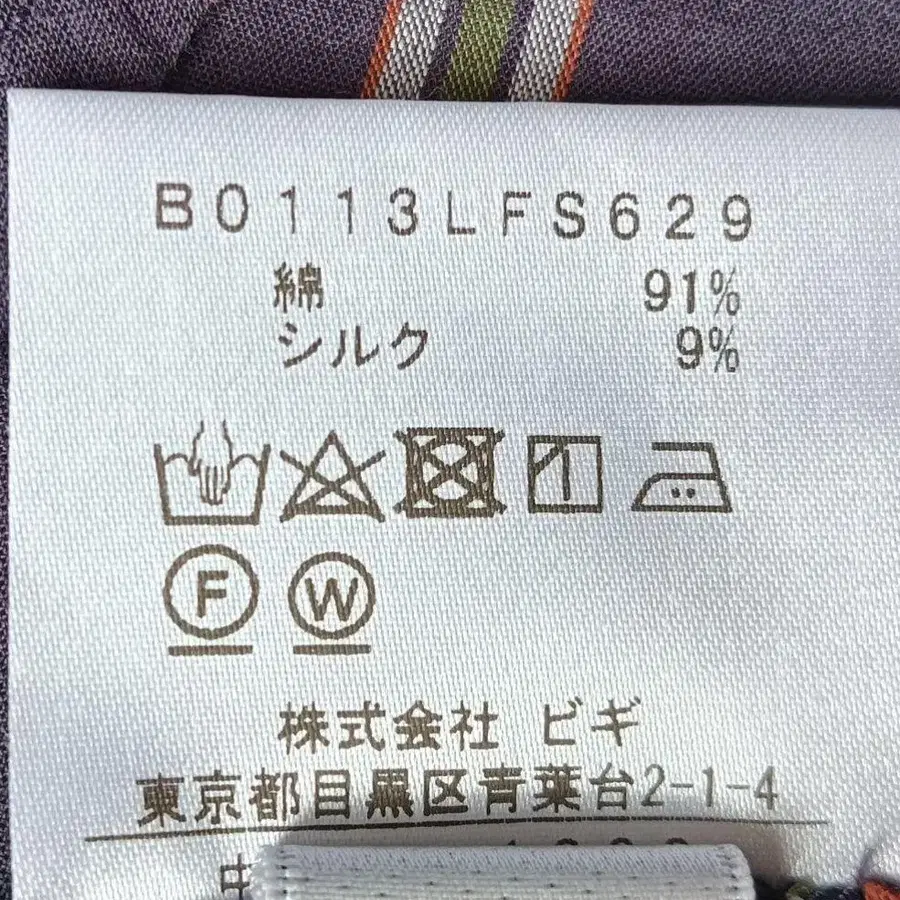 B0113LFS629
綿 91%
シルク 9%
F W
株式会社 ビギ
東京都目黒区青葉台2-1-4